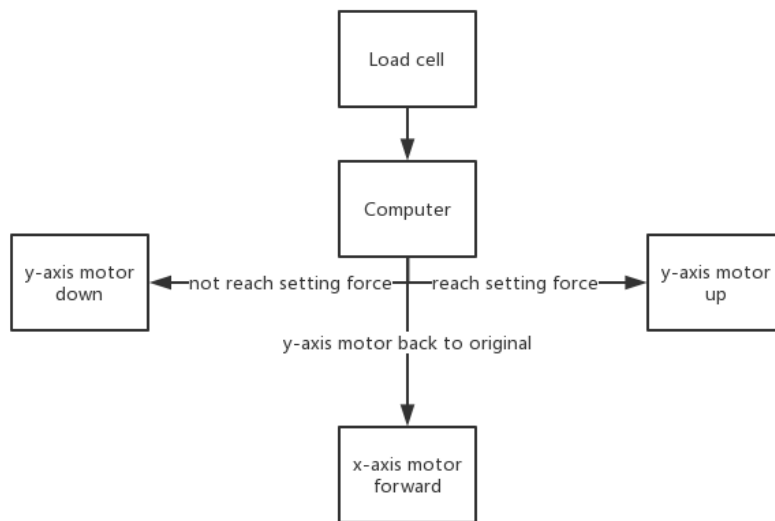 Load cell
Computer
y-axis motor
down
not reach setting force
reach setting force
y-axis motor
up
y-axis motor back to original
x-axis motor
forward